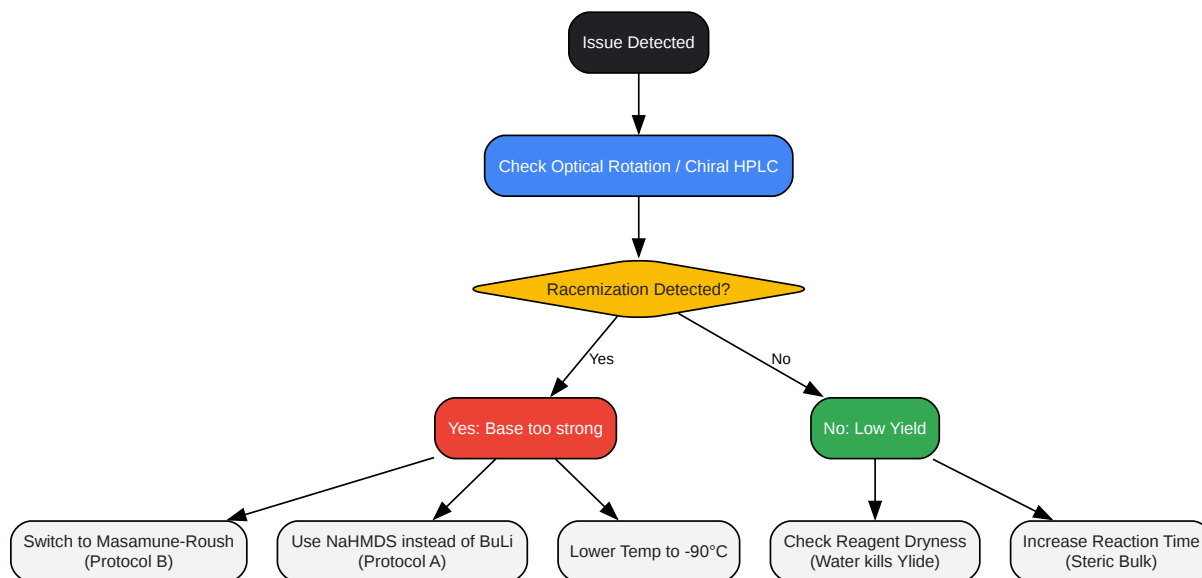 Issue Detected
Check Optical Rotation / Chiral HPLC
Racemization Detected?
Yes
No
Yes: Base too strong
No: Low Yield
Switch to Masamune-Roush
(Protocol B)
Use NaHMDS instead of BuLi
(Protocol A)
Lower Temp to -90°C
Check Reagent Dryness
(Water kills Ylide)
Increase Reaction Time
(Steric Bulk)